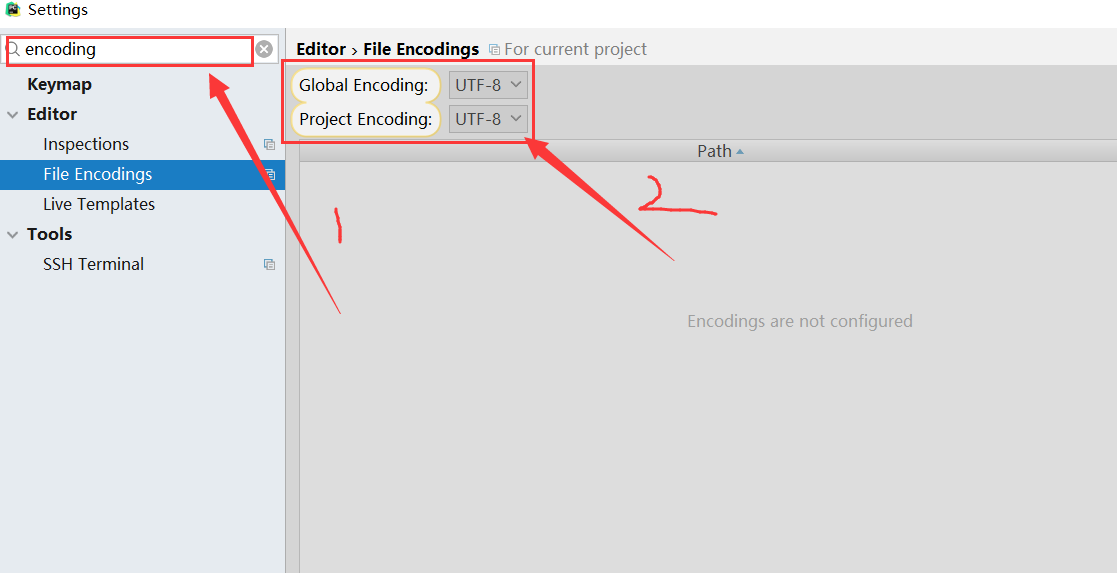 Settings
encoding
Keymap
Editor
Inspections
File Encodings
Live Templates
Tools
SSH Terminal
Editor › File Encodings For current project
Global Encoding: UTF-8
Project Encoding: UTF-8
Path
1
2
Encodings are not configured